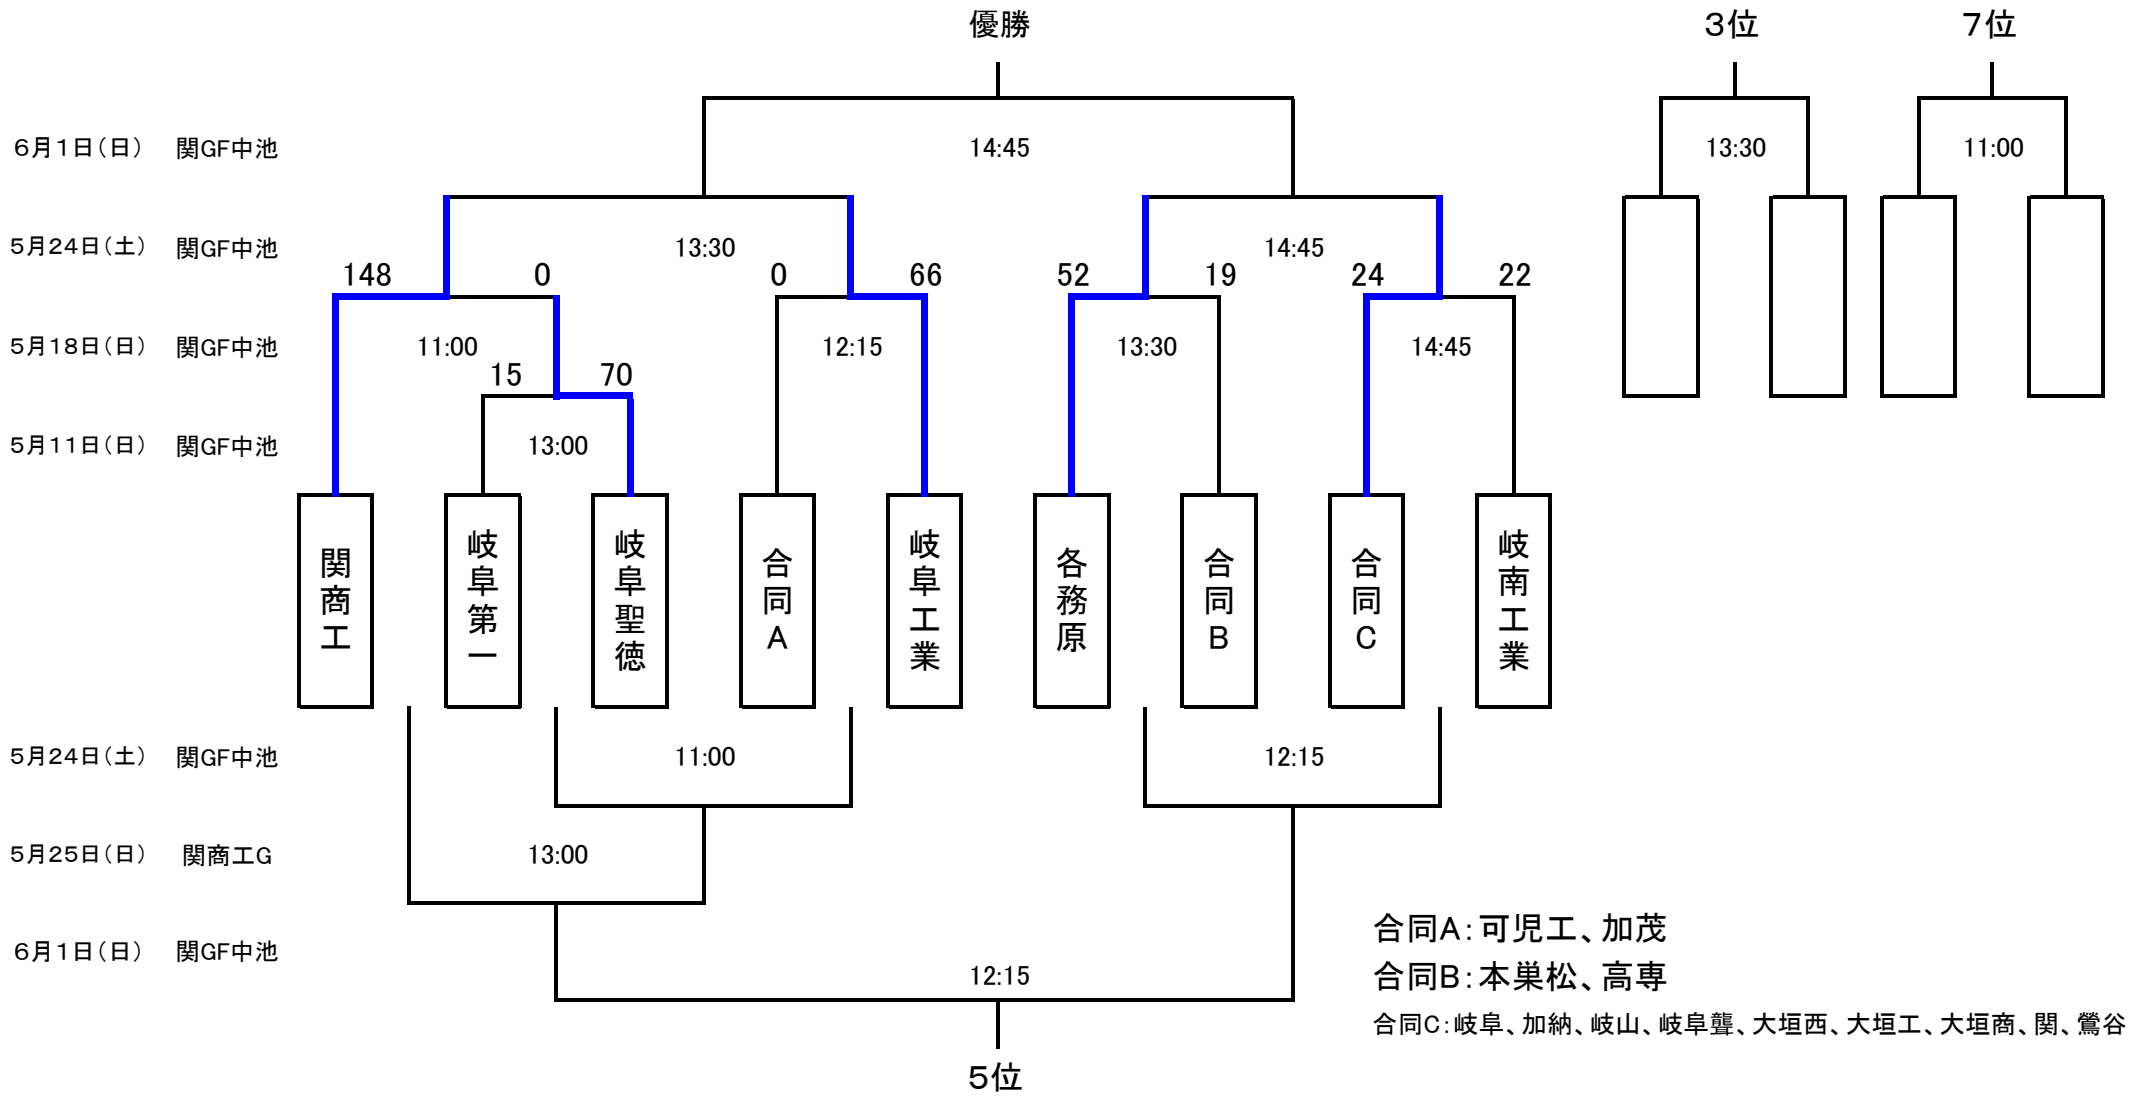 優勝
3位
7位
6月1日(日) 関GF中池
14:45
13:30
11:00
5月24日(土) 関GF中池
13:30
14:45
148
0
0
66
52
19
24
22
5月18日(日) 関GF中池
11:00
12:15
13:30
14:45
15
70
5月11日(日) 関GF中池
13:00
関商工
岐阜第一
岐阜聖徳
合同A
岐阜工業
各務原
合同B
合同C
岐南工業
5月24日(土) 関GF中池
11:00
12:15
5月25日(日) 関商工G
13:00
6月1日(日) 関GF中池
12:15
合同A:可児工、加茂
合同B:本巣松、高専
合同C:岐阜、加納、岐山、岐阜聾、大垣西、大垣工、大垣商、関、鶯谷
5位